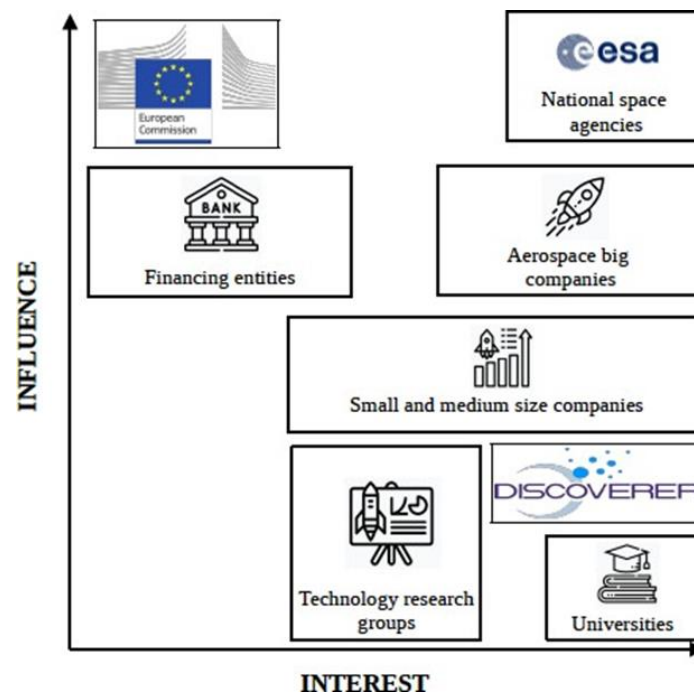 European
Commission
esa
National space
agencies
BANK
Financing entities
Aerospace big
companies
INFLUENCE
Small and medium size companies
DISCOVERER
Technology research
groups
Universities
INTEREST